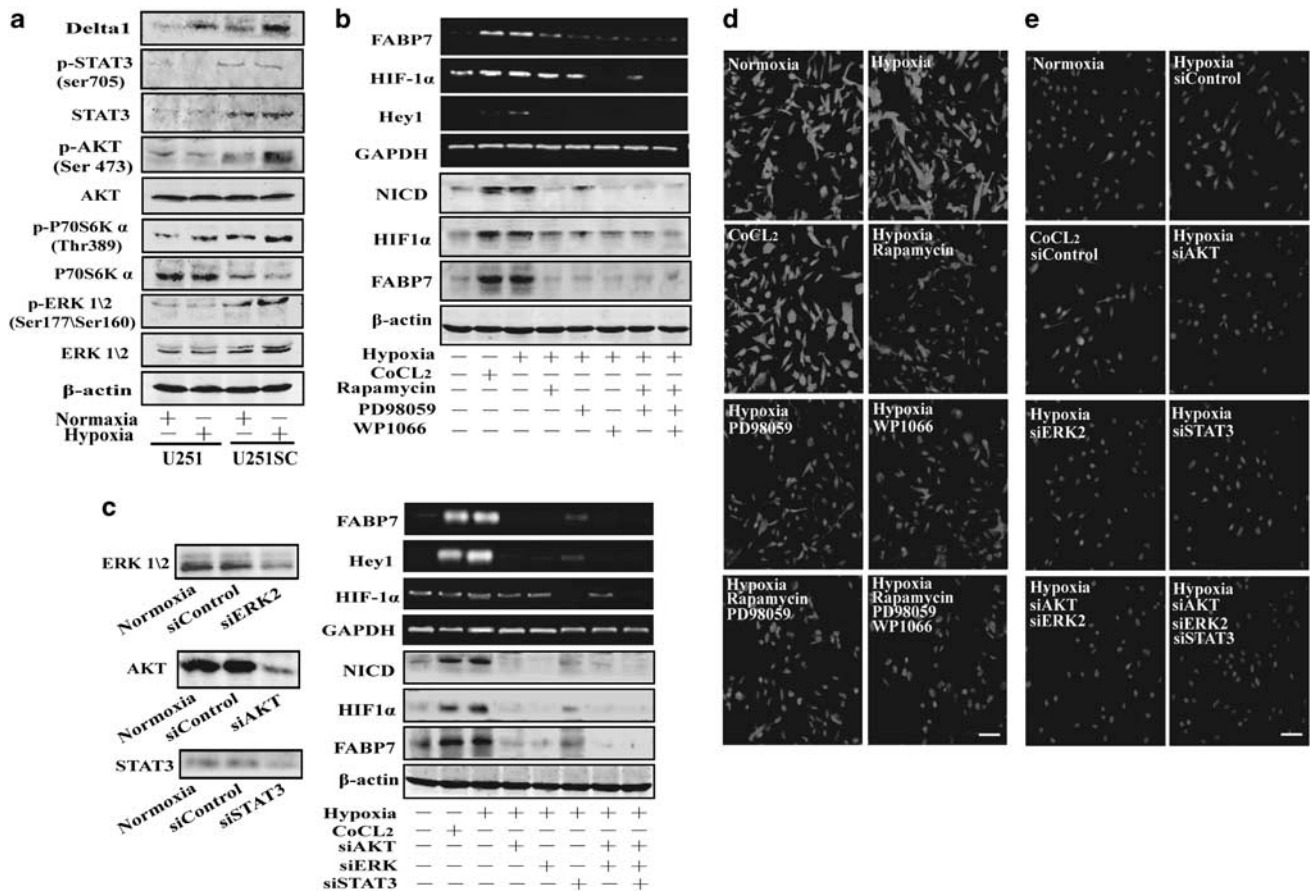 a
Delta1
p-STAT3
(ser705)
STAT3
p-AKT
(Ser 473)
AKT
p-P70S6K α
(Thr389)
P70S6K α
p-ERK 1\2
(Ser177\Ser160)
ERK 1\2
β-actin
Normaxia + − + −
Hypoxia − + − +
U251 U251SC
b
FABP7
HIF-1α
Hey1
GAPDH
NICD
HIF1α
FABP7
β-actin
Hypoxia − − + + + + + +
CoCL2 − + − − − − − −
Rapamycin − − − + − − + +
PD98059 − − − − + − + +
WP1066 − − − − − + − +
c
ERK 1\2
Normoxia siControl siERK2
AKT
Normoxia siControl siAKT
STAT3
Normoxia siControl siSTAT3
FABP7
Hey1
HIF-1α
GAPDH
NICD
HIF1α
FABP7
β-actin
Hypoxia − − + + + + + +
CoCL2 − + − − − − − −
siAKT − − − + − − + +
siERK − − − − + − + +
siSTAT3 − − − − − + − +
d
Normoxia
Hypoxia
CoCL2
Hypoxia
Rapamycin
Hypoxia
PD98059
Hypoxia
WP1066
Hypoxia
Rapamycin
PD98059
Hypoxia
Rapamycin
PD98059
WP1066
e
Normoxia
Hypoxia
siControl
CoCL2
siControl
Hypoxia
siAKT
Hypoxia
siERK2
Hypoxia
siSTAT3
Hypoxia
siAKT
siERK2
Hypoxia
siAKT
siERK2
siSTAT3